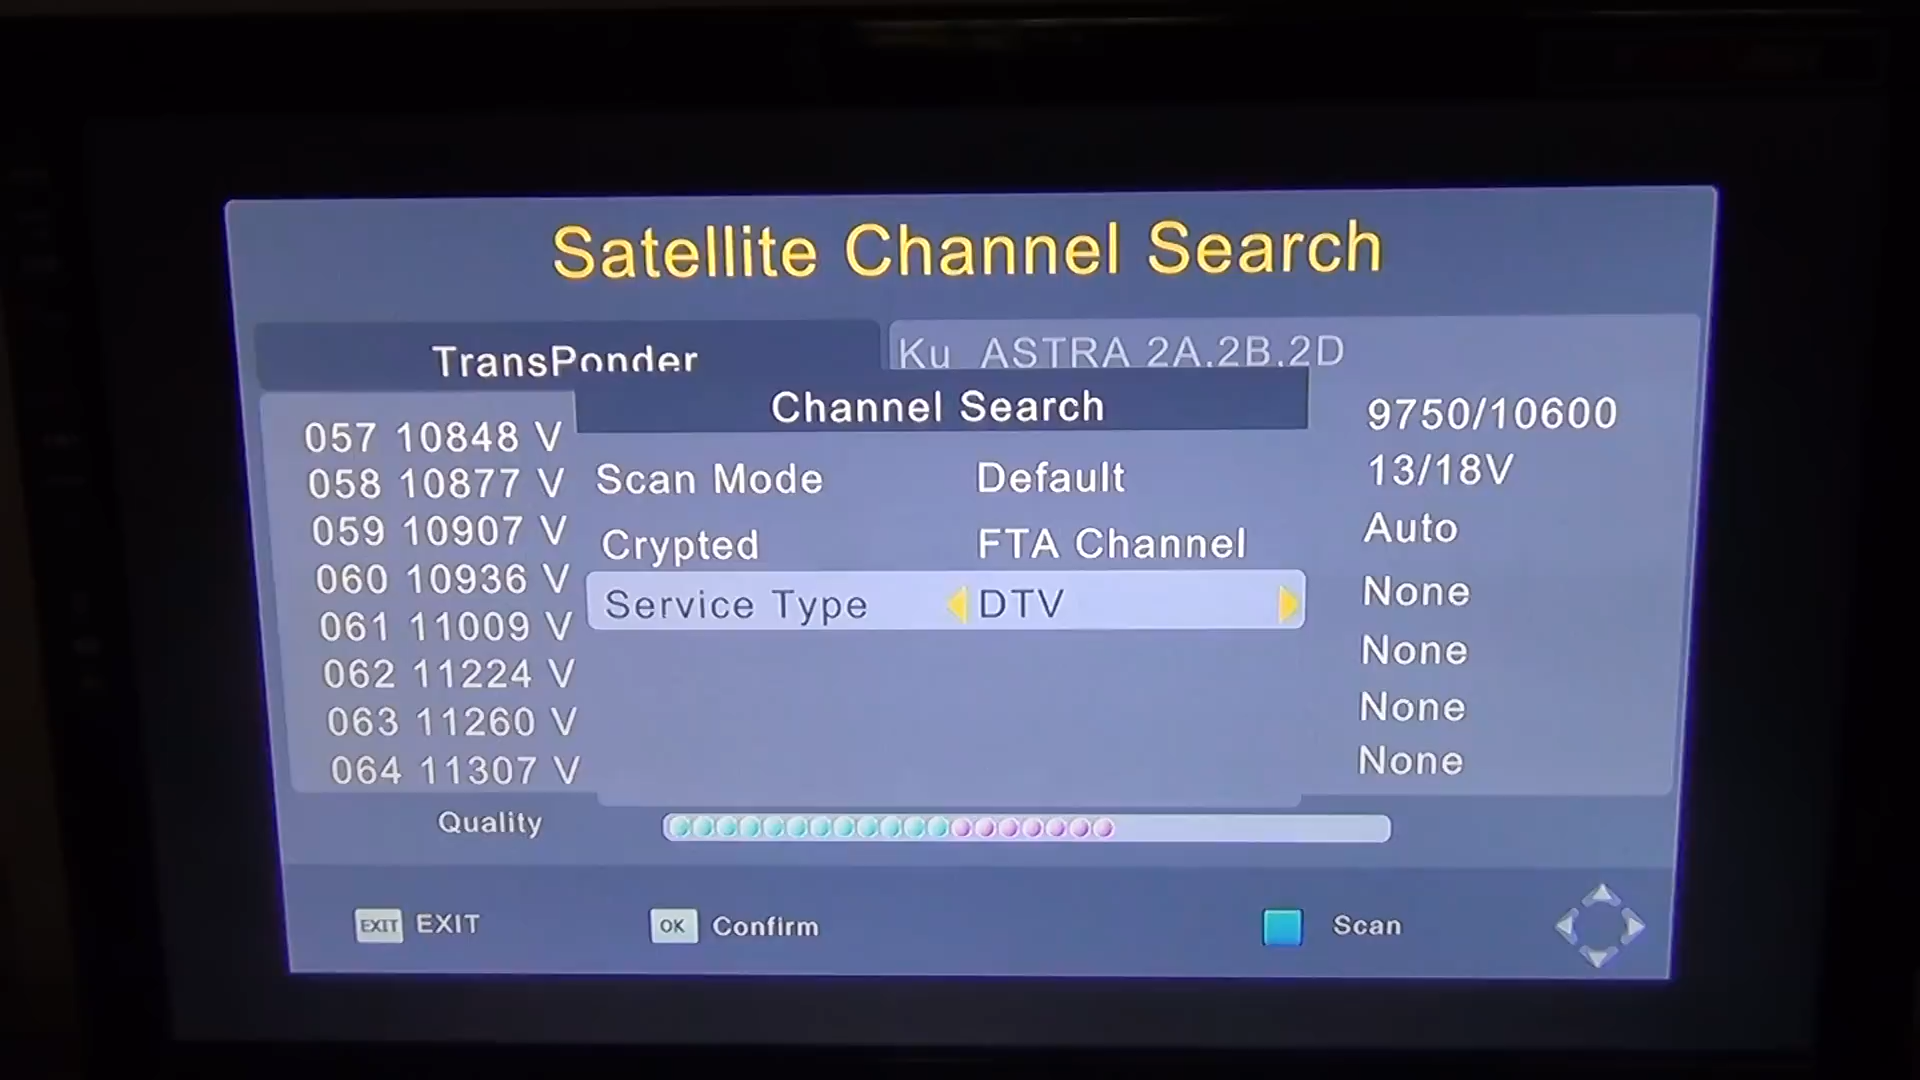 Satellite Channel Search
TransPonder
Ku ASTRA 2A,2B,2D
Channel Search
057 10848 V
058 10877 V
059 10907 V
060 10936 V
061 11009 V
062 11224 V
063 11260 V
064 11307 V
Scan Mode Default
Crypted FTA Channel
Service Type DTV
9750/10600
13/18V
Auto
None
None
None
None
Quality
EXIT EXIT
OK Confirm
Scan